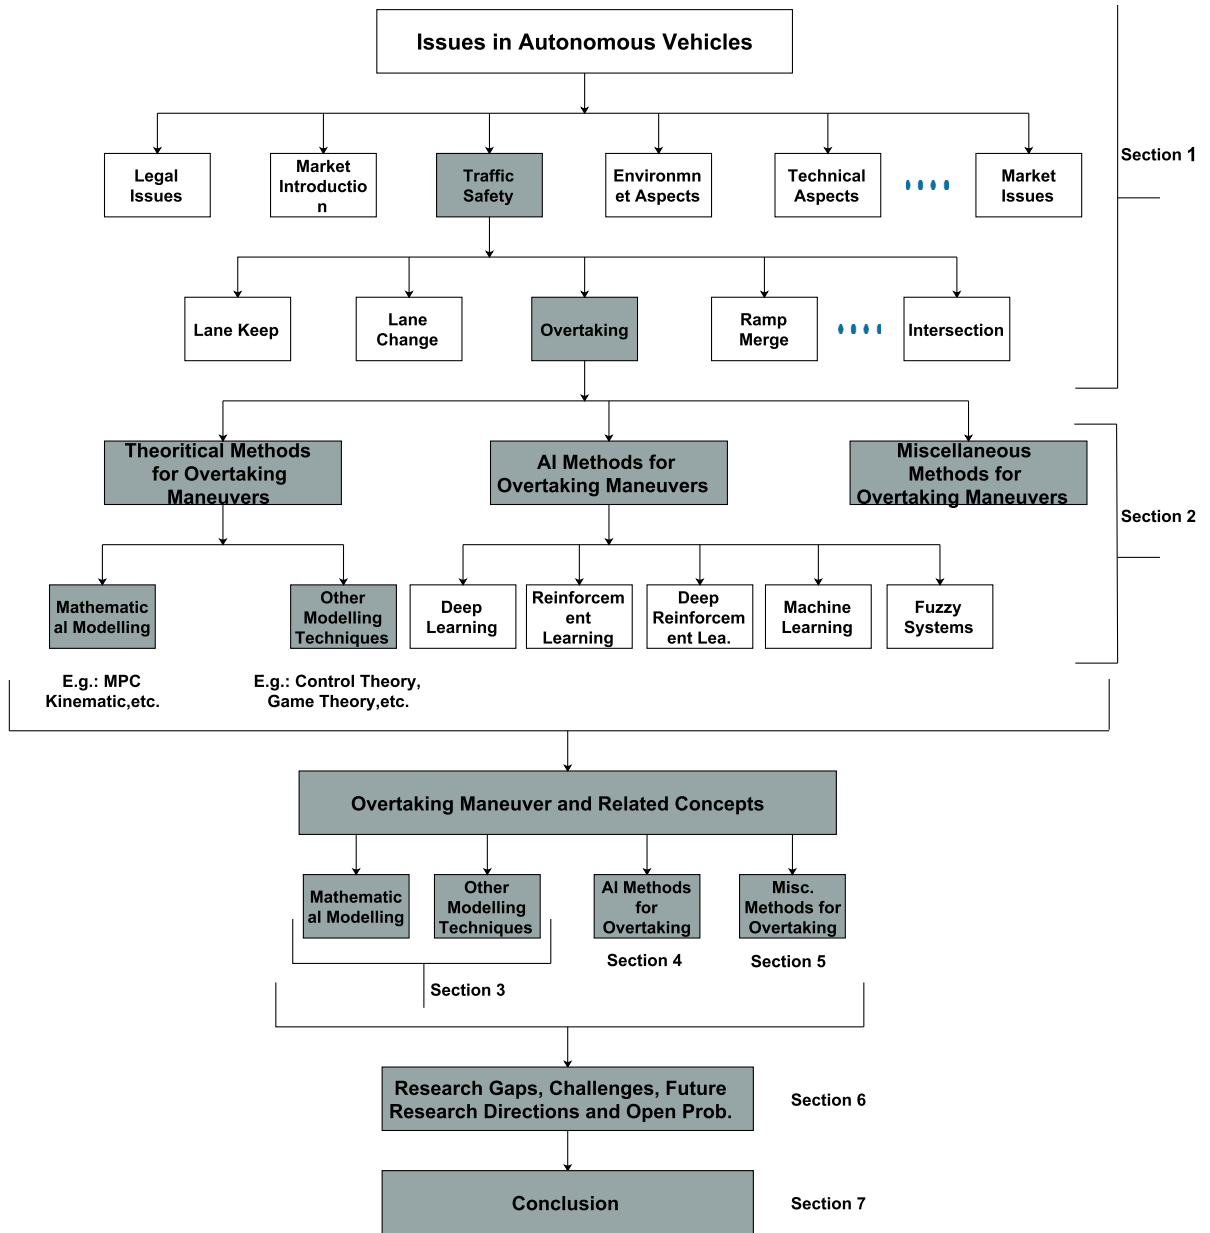 Issues in Autonomous Vehicles
Legal
Issues
Market
Introductio
n
Traffic
Safety
Environmn
et Aspects
Technical
Aspects
Market
Issues
Section 1
Lane Keep
Lane
Change
Overtaking
Ramp
Merge
Intersection
Theoritical Methods
for Overtaking
Maneuvers
AI Methods for
Overtaking Maneuvers
Miscellaneous
Methods for
Overtaking Maneuvers
Section 2
Mathematic
al Modelling
Other
Modelling
Techniques
Deep
Learning
Reinforcem
ent
Learning
Deep
Reinforcem
ent Lea.
Machine
Learning
Fuzzy
Systems
E.g.: MPC
Kinematic,etc.
E.g.: Control Theory,
Game Theory,etc.
Overtaking Maneuver and Related Concepts
Mathematic
al Modelling
Other
Modelling
Techniques
AI Methods
for
Overtaking
Misc.
Methods for
Overtaking
Section 3
Section 4
Section 5
Research Gaps, Challenges, Future
Research Directions and Open Prob.
Section 6
Conclusion
Section 7